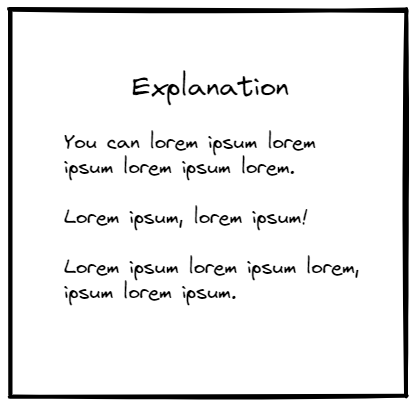 Explanation
You can lorem ipsum lorem
ipsum lorem ipsum lorem.
Lorem ipsum, lorem ipsum!
Lorem ipsum lorem ipsum lorem,
ipsum lorem ipsum.